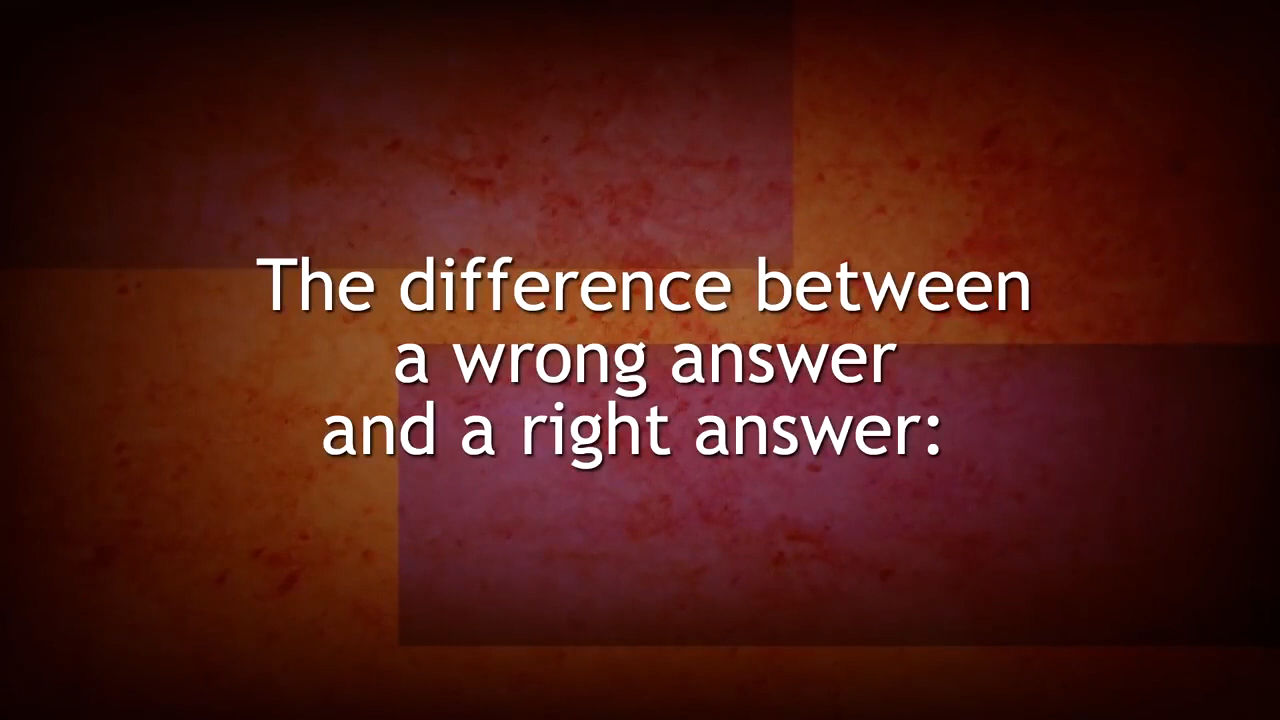 The difference between
a wrong answer
and a right answer: